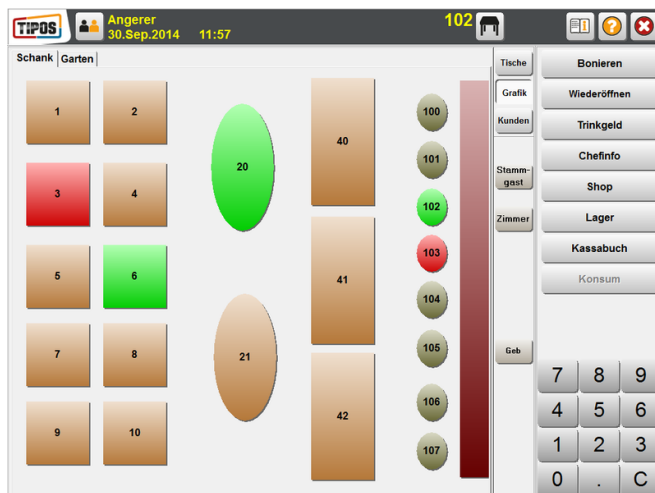 TIPOS
Angerer
30.Sep.2014 11:57
102
Schank Garten
1 2
3 4
5 6
7 8
9 10
20
21
40
41
42
100
101
102
103
104
105
106
107
Tische
Grafik
Kunden
Stamm-
gast
Zimmer
Geb
Bonieren
Wiederöffnen
Trinkgeld
Chefinfo
Shop
Lager
Kassabuch
Konsum
7 8 9
4 5 6
1 2 3
0 . C